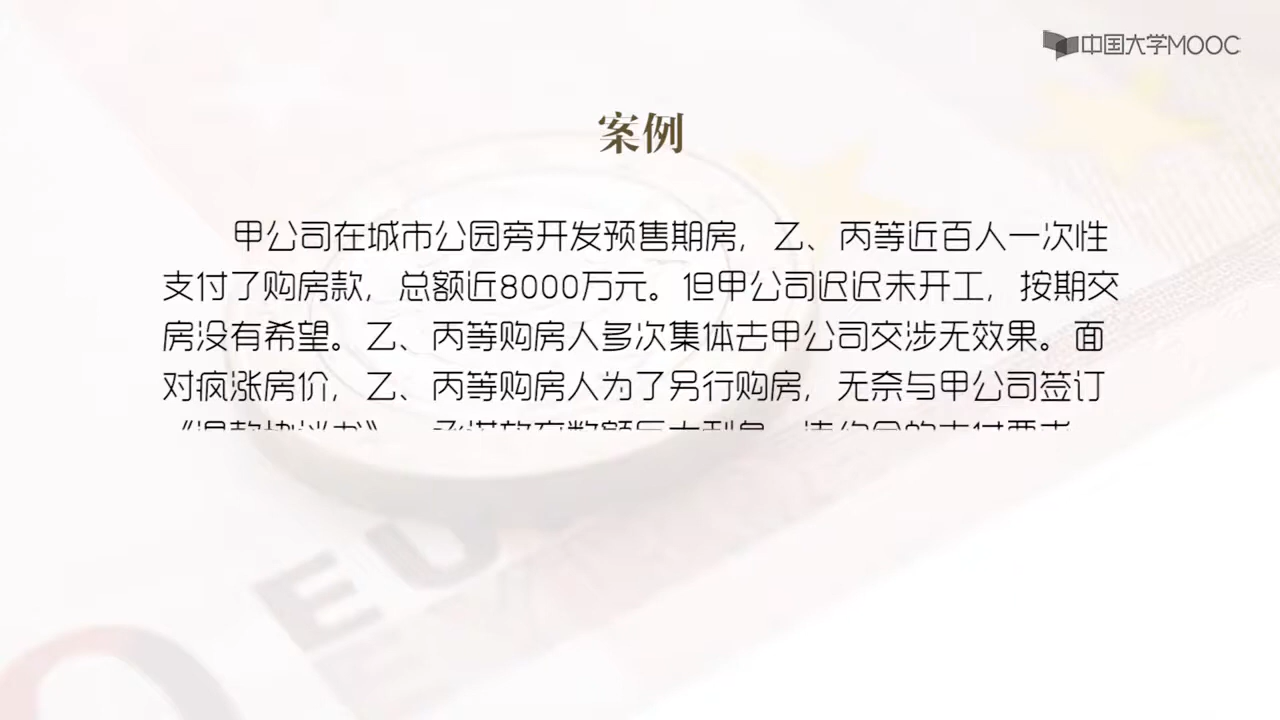 中国大学MOOC
案例
甲公司在城市公园旁开发预售期房，乙、丙等近百人一次性
支付了购房款，总额近8000万元。但甲公司迟迟未开工，按期交
房没有希望。乙、丙等购房人多次集体去甲公司交涉无效果。面
对疯涨房价，乙、丙等购房人为了另行购房，无奈与甲公司签订